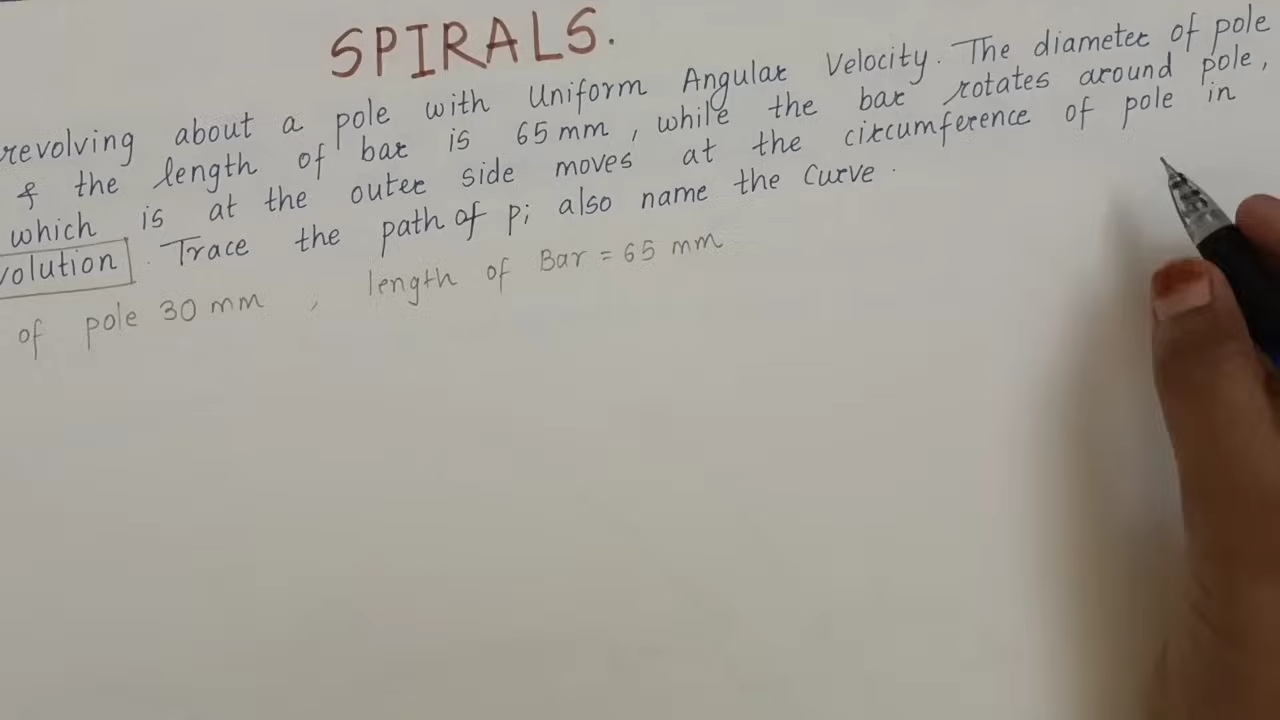 SPIRALS.
revolving about a pole with Uniform Angular Velocity. The diameter of pole
& the length of bar is 65 mm, while the bar rotates around pole,
which is at the outer side moves at the circumference of pole in
volution. Trace the path of P; also name the curve.
of pole 30 mm, length of Bar = 65 mm